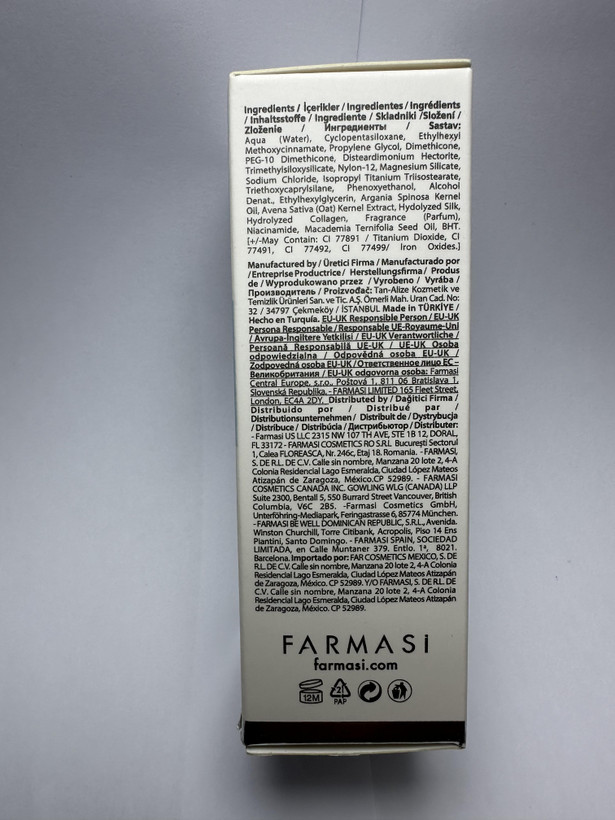 Ingredients / İçerikler / Ingredientes / Ingrédients
/ Inhaltsstoffe / Ingrediente / Składniki /Složení /
Zloženie / Ингредиенты / Sastav:
Aqua (Water), Cyclopentasiloxane, Ethylhexyl
Methoxycinnamate, Propylene Glycol, Dimethicone,
PEG-10 Dimethicone, Disteardimonium Hectorite,
Trimethylsiloxysilicate, Nylon-12, Magnesium Silicate,
Sodium Chloride, Isopropyl Titanium Triisostearate,
Triethoxycaprylsilane, Phenoxyethanol, Alcohol
Denat., Ethylhexylglycerin, Argania Spinosa Kernel
Oil, Avena Sativa (Oat) Kernel Extract, Hydolyzed Silk,
Hydrolyzed Collagen, Fragrance (Parfum),
Niacinamide, Macademia Ternifolia Seed Oil, BHT.
[+/-May Contain: CI 77891 / Titanium Dioxide, CI
77491, CI 77492, CI 77499/ Iron Oxides.]
Manufactured by / Üretici Firma / Manufacturado por
/ Entreprise Productrice / Herstellungsfirma / Produs
de / Wyprodukowano przez / Vyrobeno / Vyrába /
Производитель / Proizvođač: Tan-Alize Kozmetik ve
Temizlik Ürünleri San. ve Tic. A.Ş. Ömerli Mah. Uran Cad. No:
32 / 34797 Çekmeköy / İSTANBUL Made in TÜRKİYE /
Hecho en Turquía. EU-UK Responsible Person / EU-UK
Persona Responsable / Responsable UE-Royaume-Uni
/ Avrupa-İngiltere Yetkilisi / EU-UK Verantwortliche /
Persoană Responsabilă UE-UK / UE-UK Osoba
odpowiedzialna / Odpovědná osoba EU-UK /
Zodpovedná osoba EU-UK / Ответственное лицо ЕС –
Великобритания / EU-UK odgovorna osoba: Farmasi
Central Europe, s.r.o., Poštová 1, 811 06 Bratislava 1,
Slovenská Republika. - FARMASI LIMITED 165 Fleet Street,
London, EC4A 2DY. Distributed by / Dağıtıcı Firma /
Distribuido por / Distribué par /
Distributionsunternehmen / Distribuit de / Dystrybucja
/ Distribuce / Distribúcia / Дистрибьютор / Distributer:
- Farmasi US LLC 2315 NW 107 TH AVE, STE 1B 12, DORAL,
FL 33172 - FARMASI COSMETICS RO S.R.L București Sectorul
1, Calea FLOREASCA, Nr. 246c, Etaj 18. Romania. - FARMASI,
S. DE R.L. DE C.V. Calle sin nombre, Manzana 20 lote 2, 4-A
Colonia Residencial Lago Esmeralda, Ciudad López Mateos
Atizapán de Zaragoza, México.CP 52989. - FARMASI
COSMETICS CANADA INC. GOWLING WLG (CANADA) LLP
Suite 2300, Bentall 5, 550 Burrard Street Vancouver, British
Columbia, V6C 2B5. -Farmasi Cosmetics GmbH,
Unterföhring-Mediapark, Feringastrasse 6, 85774 München.
- FARMASI BE WELL DOMINICAN REPUBLIC, S.R.L., Avenida.
Winston Churchill, Torre Citibank, Acropolis, Piso 14 Ens
Piantini, Santo Domingo. - FARMASI SPAIN, SOCIEDAD
LIMITADA, en Calle Muntaner 379. Entlo. 1ª, 8021.
Barcelona. Importado por: FAR COSMETICS MEXICO, S. DE
R.L. DE C.V. Calle sin nombre, Manzana 20 lote 2, 4-A Colonia
Residencial Lago Esmeralda, Ciudad López Mateos Atizapán
de Zaragoza, México. CP 52989. Y/O FARMASI, S. DE R.L. DE
C.V. Calle sin nombre, Manzana 20 lote 2, 4-A Colonia
Residencial Lago Esmeralda, Ciudad López Mateos Atizapán
de Zaragoza, México. CP 52989.
FARMASi
farmasi.com
12M
21
PAP